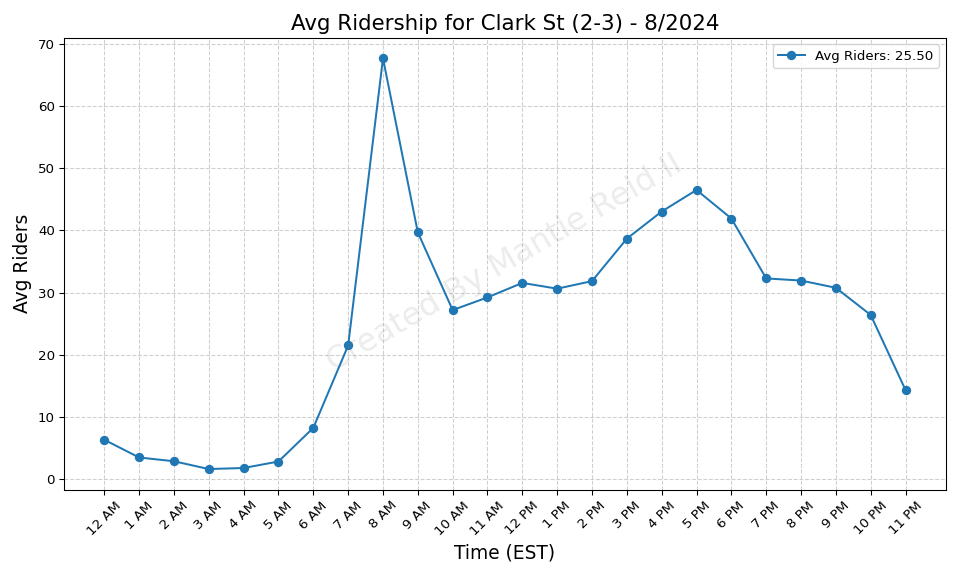 Avg Ridership for Clark St (2-3) - 8/2024
Avg Riders: 25.50
70
60
50
40
30
20
10
0
Avg Riders
Created By Mantie Reid II
12 AM
1 AM
2 AM
3 AM
4 AM
5 AM
6 AM
7 AM
8 AM
9 AM
10 AM
11 AM
12 PM
1 PM
2 PM
3 PM
4 PM
5 PM
6 PM
7 PM
8 PM
9 PM
10 PM
11 PM
Time (EST)